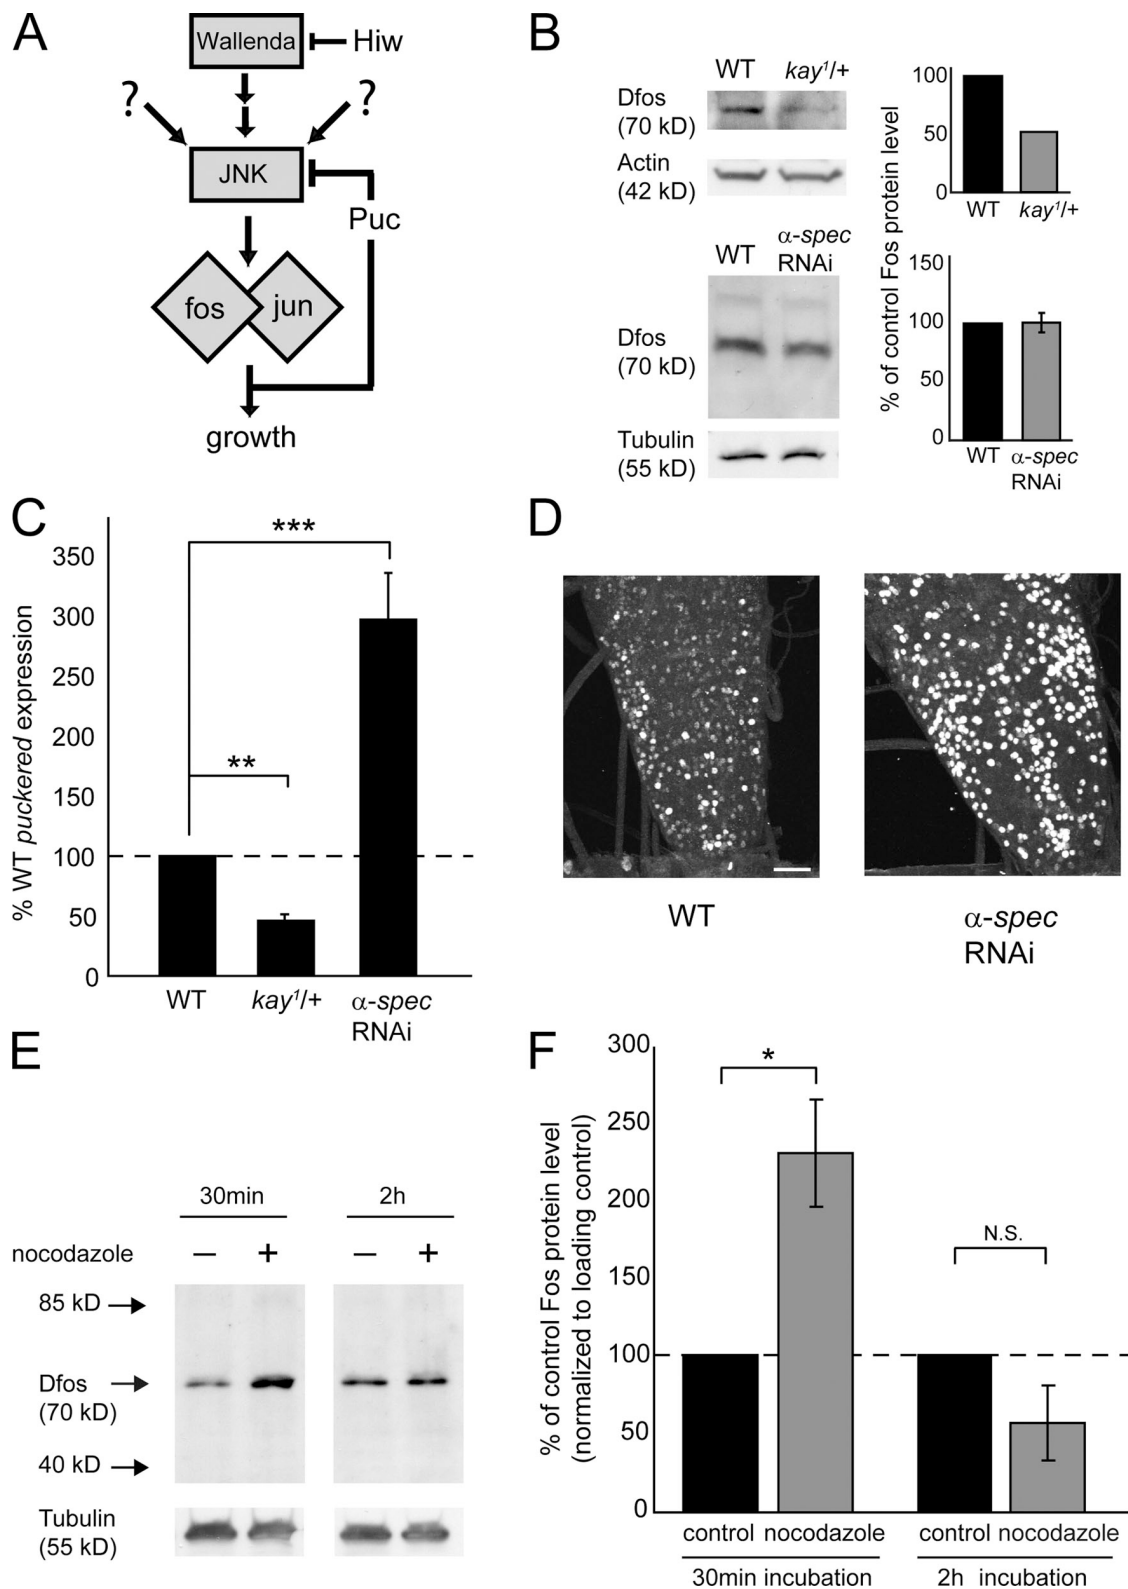 A
Wallenda
Hiw
?
?
JNK
Puc
fos
jun
growth
B
WT kay¹/+
Dfos
(70 kD)
Actin
(42 kD)
WT α-spec
RNAi
Dfos
(70 kD)
Tubulin
(55 kD)
% of control Fos protein level
100
50
0
WT kay¹/+
150
100
50
0
WT α-spec
RNAi
C
% WT puckered expression
350
300
250
200
150
100
50
0
***
**
WT kay¹/+ α-spec
RNAi
D
WT
α-spec
RNAi
E
30min 2h
nocodazole − + − +
85 kD
Dfos
(70 kD)
40 kD
Tubulin
(55 kD)
F
% of control Fos protein level
(normalized to loading control)
300
250
200
150
100
50
0
*
N.S.
control nocodazole control nocodazole
30min incubation 2h incubation